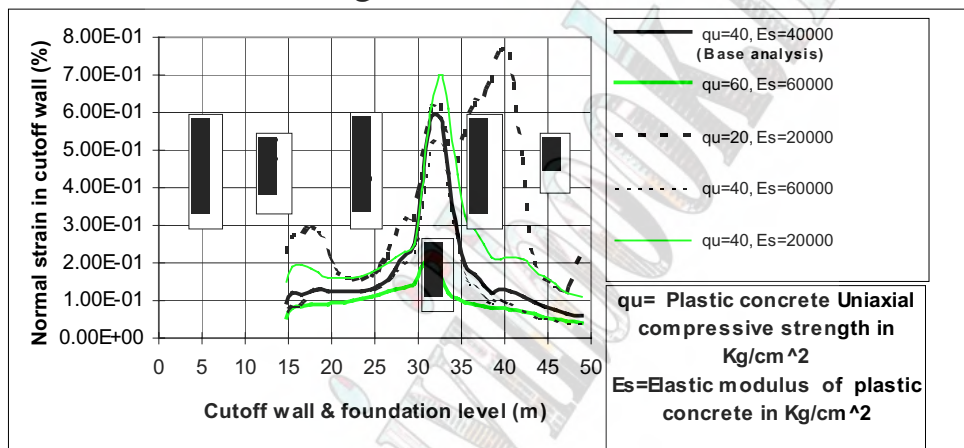 8.00E-01
7.00E-01
6.00E-01
5.00E-01
4.00E-01
3.00E-01
2.00E-01
1.00E-01
0.00E+00
Normal strain in cutoff wall (%)
0 5 10 15 20 25 30 35 40 45 50
Cutoff wall & foundation level (m)
qu=40, Es=40000
(Base analysis)
qu=60, Es=60000
qu=20, Es=20000
qu=40, Es=60000
qu=40, Es=20000
qu= Plastic concrete Uniaxial
compressive strength in
Kg/cm^2
Es=Elastic modulus of plastic
concrete in Kg/cm^2